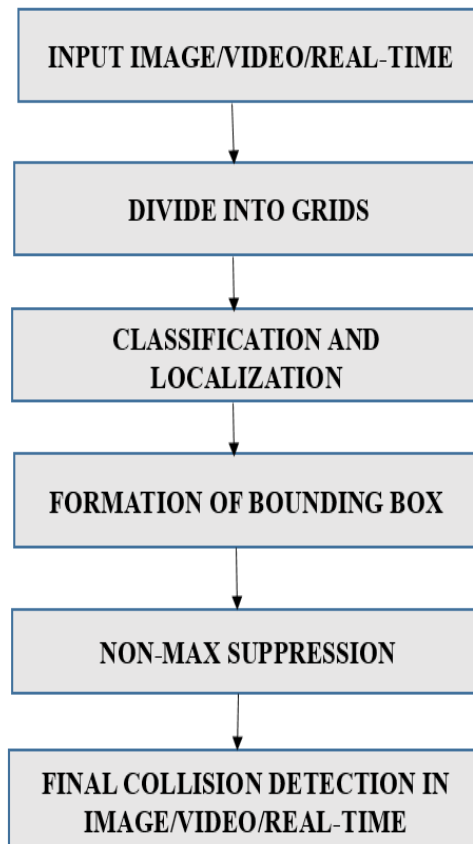 INPUT IMAGE/VIDEO/REAL-TIME
DIVIDE INTO GRIDS
CLASSIFICATION AND
LOCALIZATION
FORMATION OF BOUNDING BOX
NON-MAX SUPPRESSION
FINAL COLLISION DETECTION IN
IMAGE/VIDEO/REAL-TIME